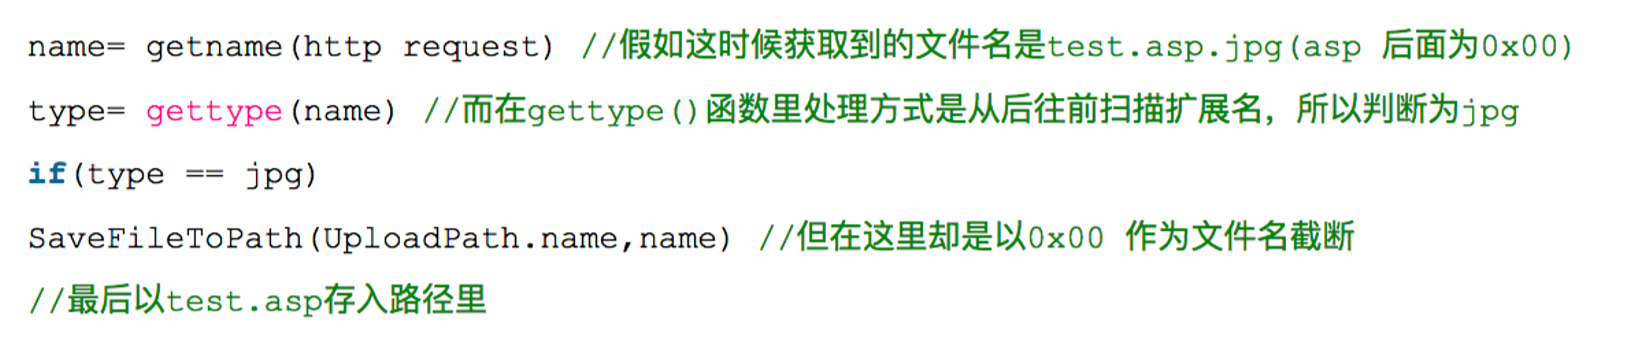 name= getname(http request) //假如这时候获取到的文件名是test.asp.jpg(asp 后面为0x00)
type= gettype(name) //而在gettype()函数里处理方式是从后往前扫描扩展名，所以判断为jpg
if(type == jpg)
SaveFileToPath(UploadPath.name,name) //但在这里却是以0x00 作为文件名截断
//最后以test.asp存入路径里